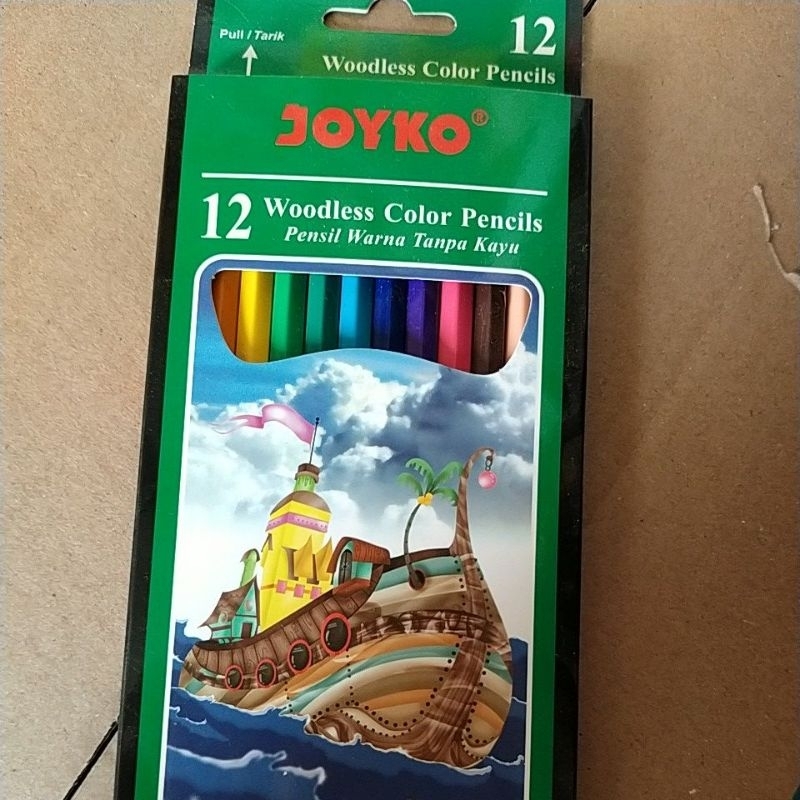 Pull / Tarik
12
Woodless Color Pencils
JOYKO®
12 Woodless Color Pencils
Pensil Warna Tanpa Kayu